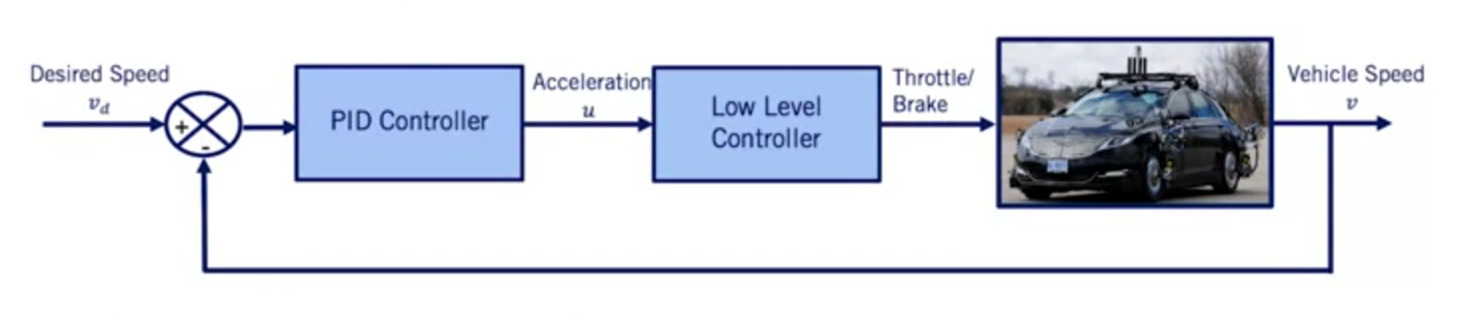 Desired Speed
v_d
+
-
PID Controller
Acceleration
u
Low Level
Controller
Throttle/
Brake
Vehicle Speed
v